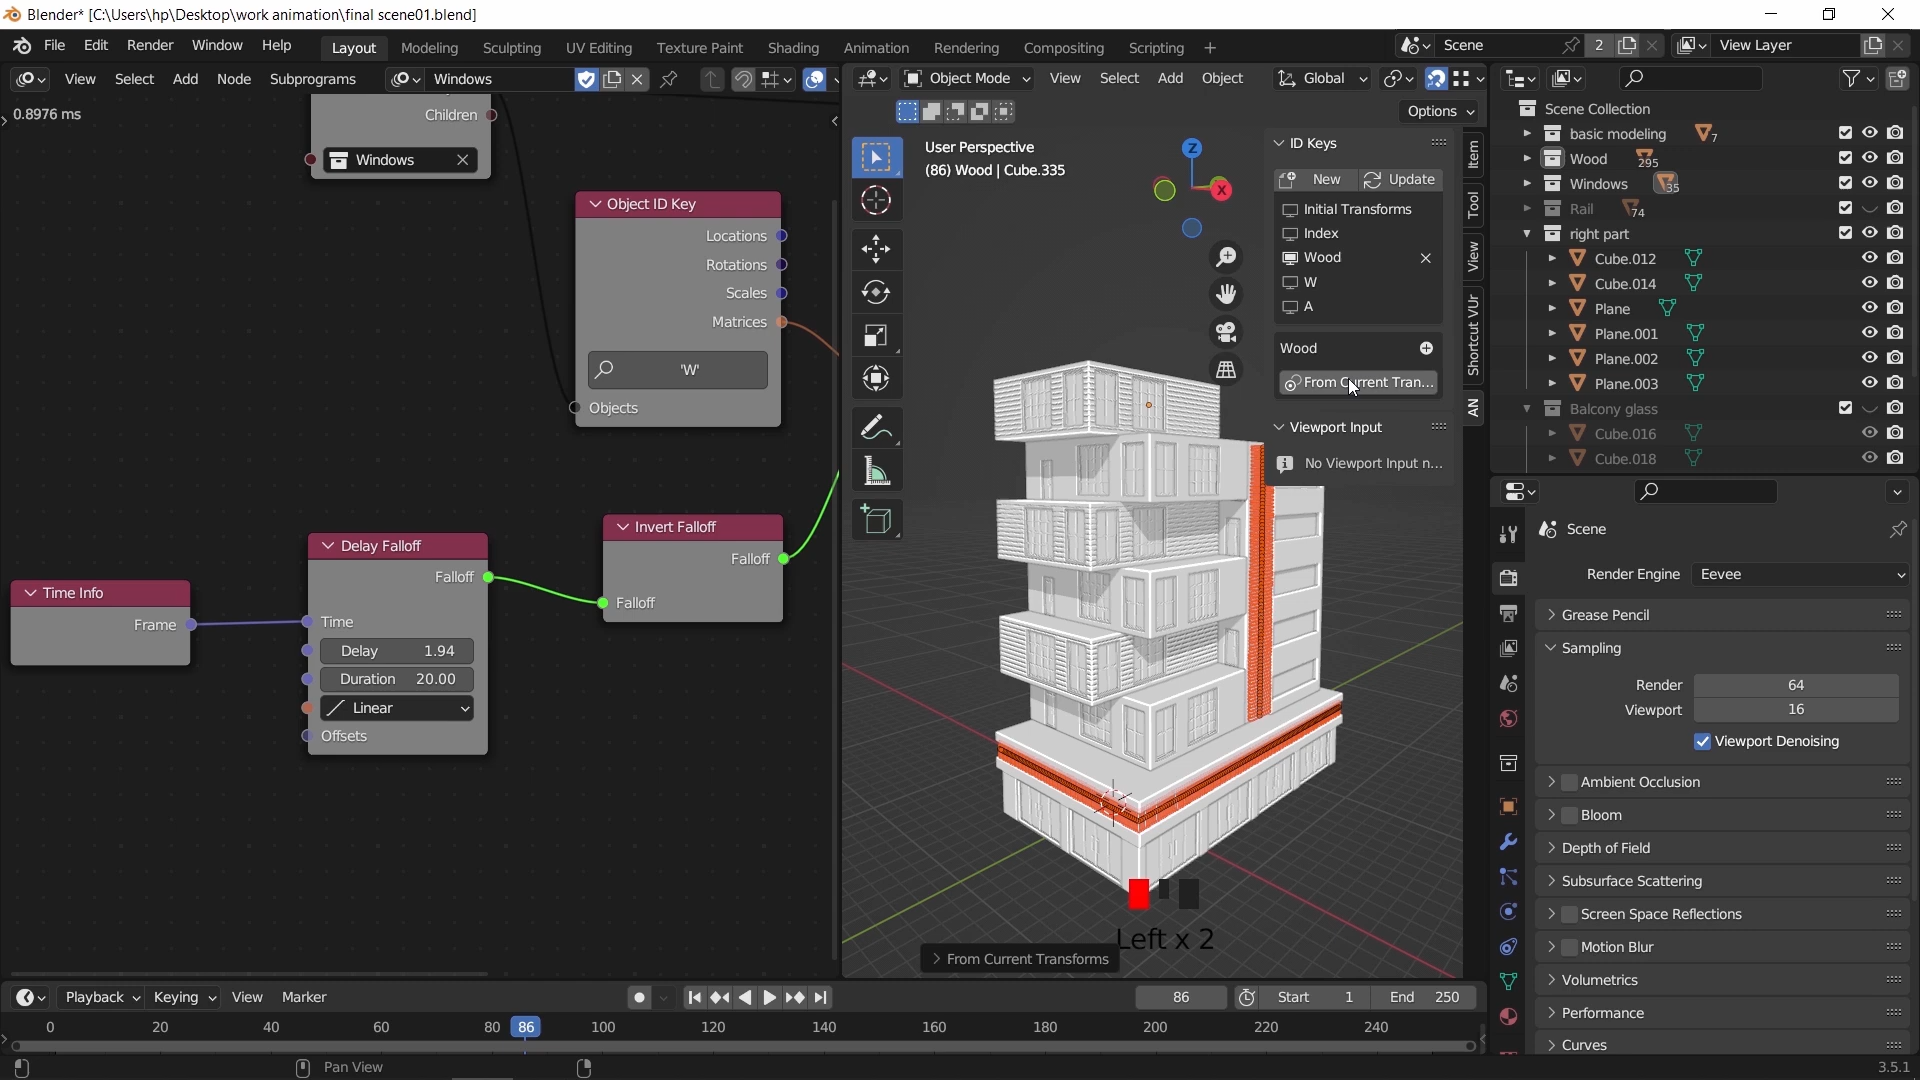 Blender* [C:\Users\hp\Desktop\work animation\final scene01.blend]
File Edit Render Window Help Layout Modeling Sculpting UV Editing Texture Paint Shading Animation Rendering Compositing Scripting + Scene 2 View Layer
View Select Add Node Subprograms Windows
0.8976 ms
Children
Windows
Object ID Key
Locations
Rotations
Scales
Matrices
'W'
Objects
Time Info
Frame
Delay Falloff
Falloff
Time
Delay 1.94
Duration 20.00
Linear
Offsets
Invert Falloff
Falloff
Falloff
Object Mode View Select Add Object Global
Options
User Perspective
(86) Wood | Cube.335
Z
X
ID Keys
New Update
Initial Transforms
Index
Wood
W
A
Wood
From Current Tran...
Viewport Input
No Viewport Input n...
Item
Tool
View
Shortcut VUr
AN
Left x 2
From Current Transforms
Scene Collection
basic modeling 7
Wood 295
Windows 35
Rail 74
right part
Cube.012
Cube.014
Plane
Plane.001
Plane.002
Plane.003
Balcony glass
Cube.016
Cube.018
Scene
Render Engine Eevee
Grease Pencil
Sampling
Render 64
Viewport 16
Viewport Denoising
Ambient Occlusion
Bloom
Depth of Field
Subsurface Scattering
Screen Space Reflections
Motion Blur
Volumetrics
Performance
Curves
Playback Keying View Marker 86 Start 1 End 250
0 20 40 60 80 86 100 120 140 160 180 200 220 240
Pan View 3.5.1